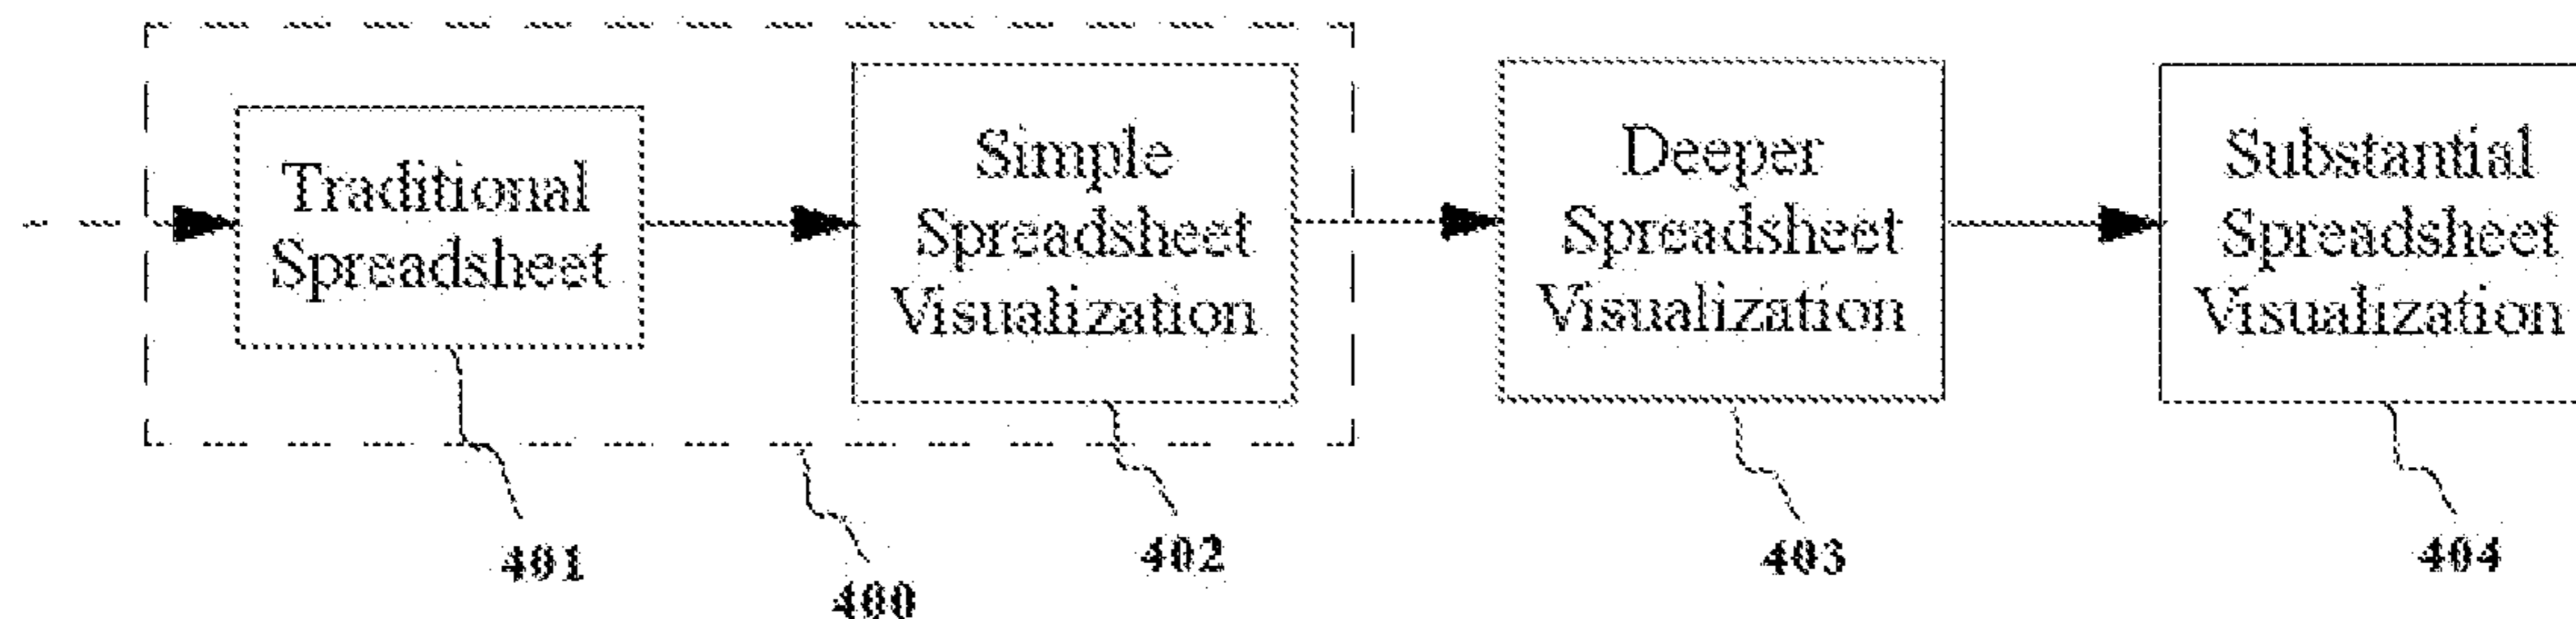 Traditional
Spreadsheet
Simple
Spreadsheet
Visualization
Deeper
Spreadsheet
Visualization
Substantial
Spreadsheet
Visualization
401
400
402
403
404